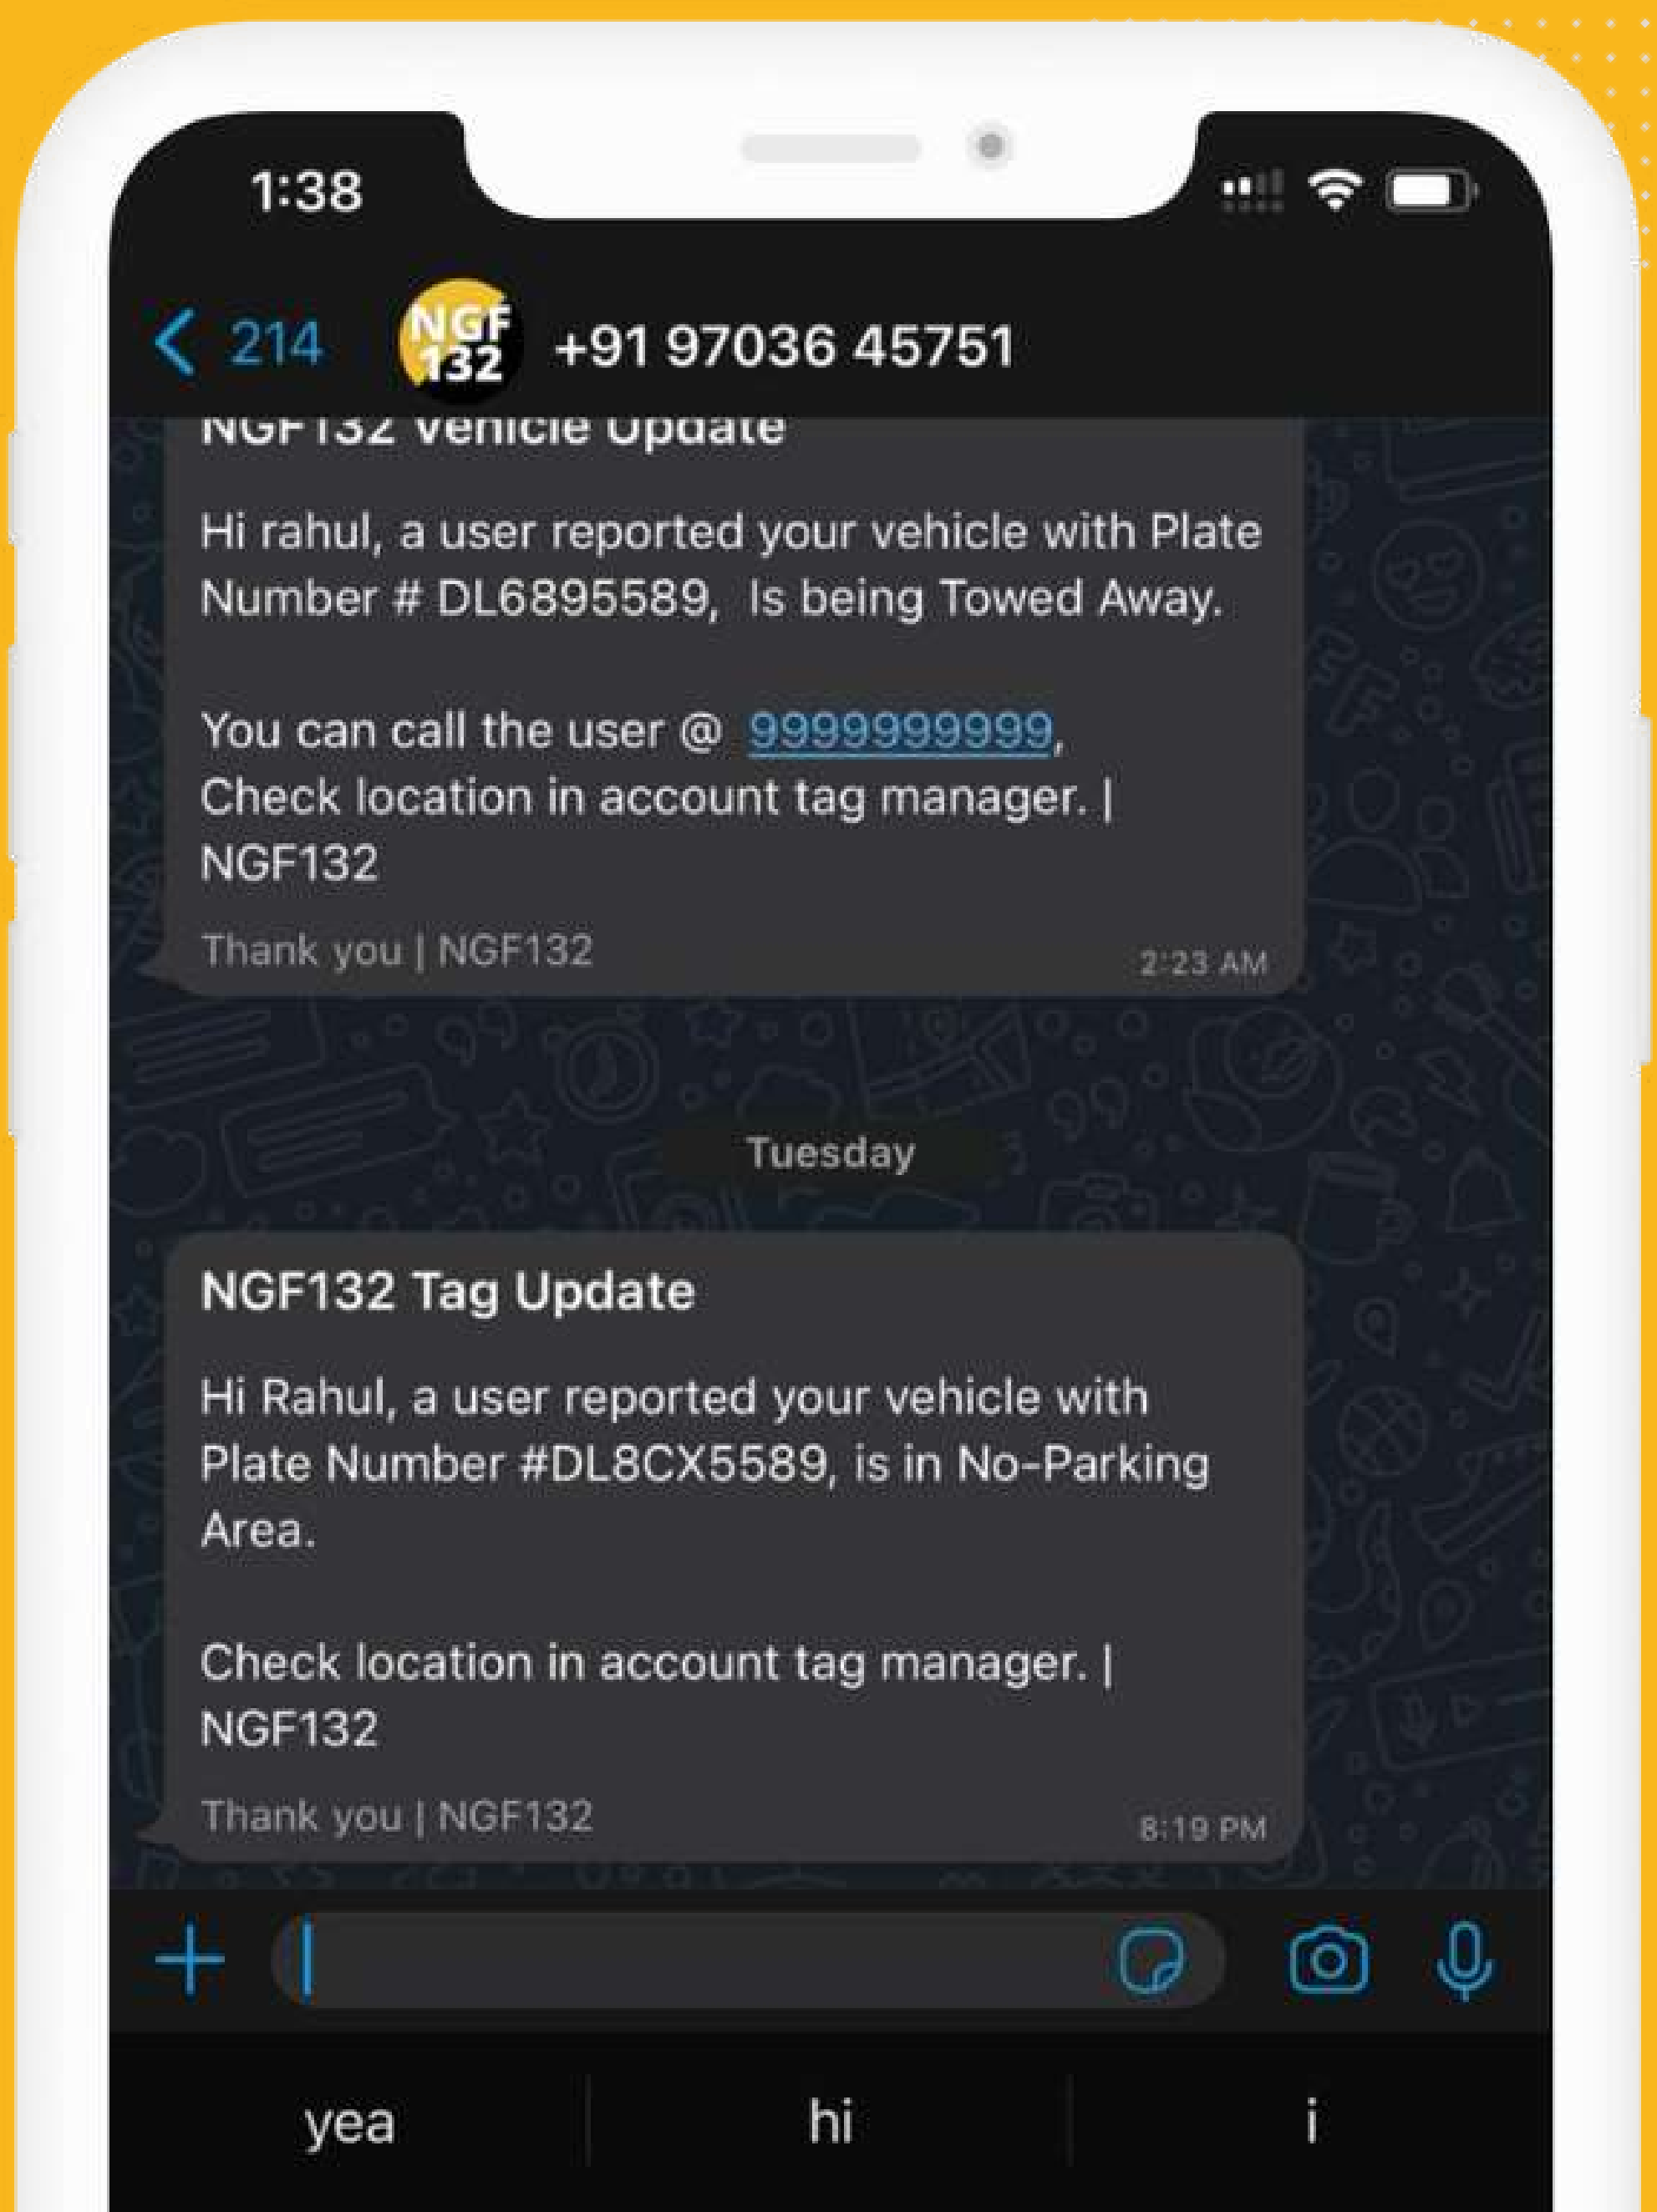 1:38
214
NGF
132
+91 97036 45751
NGF132 Vehicle Update
Hi rahul, a user reported your vehicle with Plate
Number # DL6895589,  Is being Towed Away.
You can call the user @  9999999999,
Check location in account tag manager. |
NGF132
Thank you | NGF132
2:23 AM
Tuesday
NGF132 Tag Update
Hi Rahul, a user reported your vehicle with
Plate Number #DL8CX5589, is in No-Parking
Area.
Check location in account tag manager. |
NGF132
Thank you | NGF132
8:19 PM
yea
hi
i